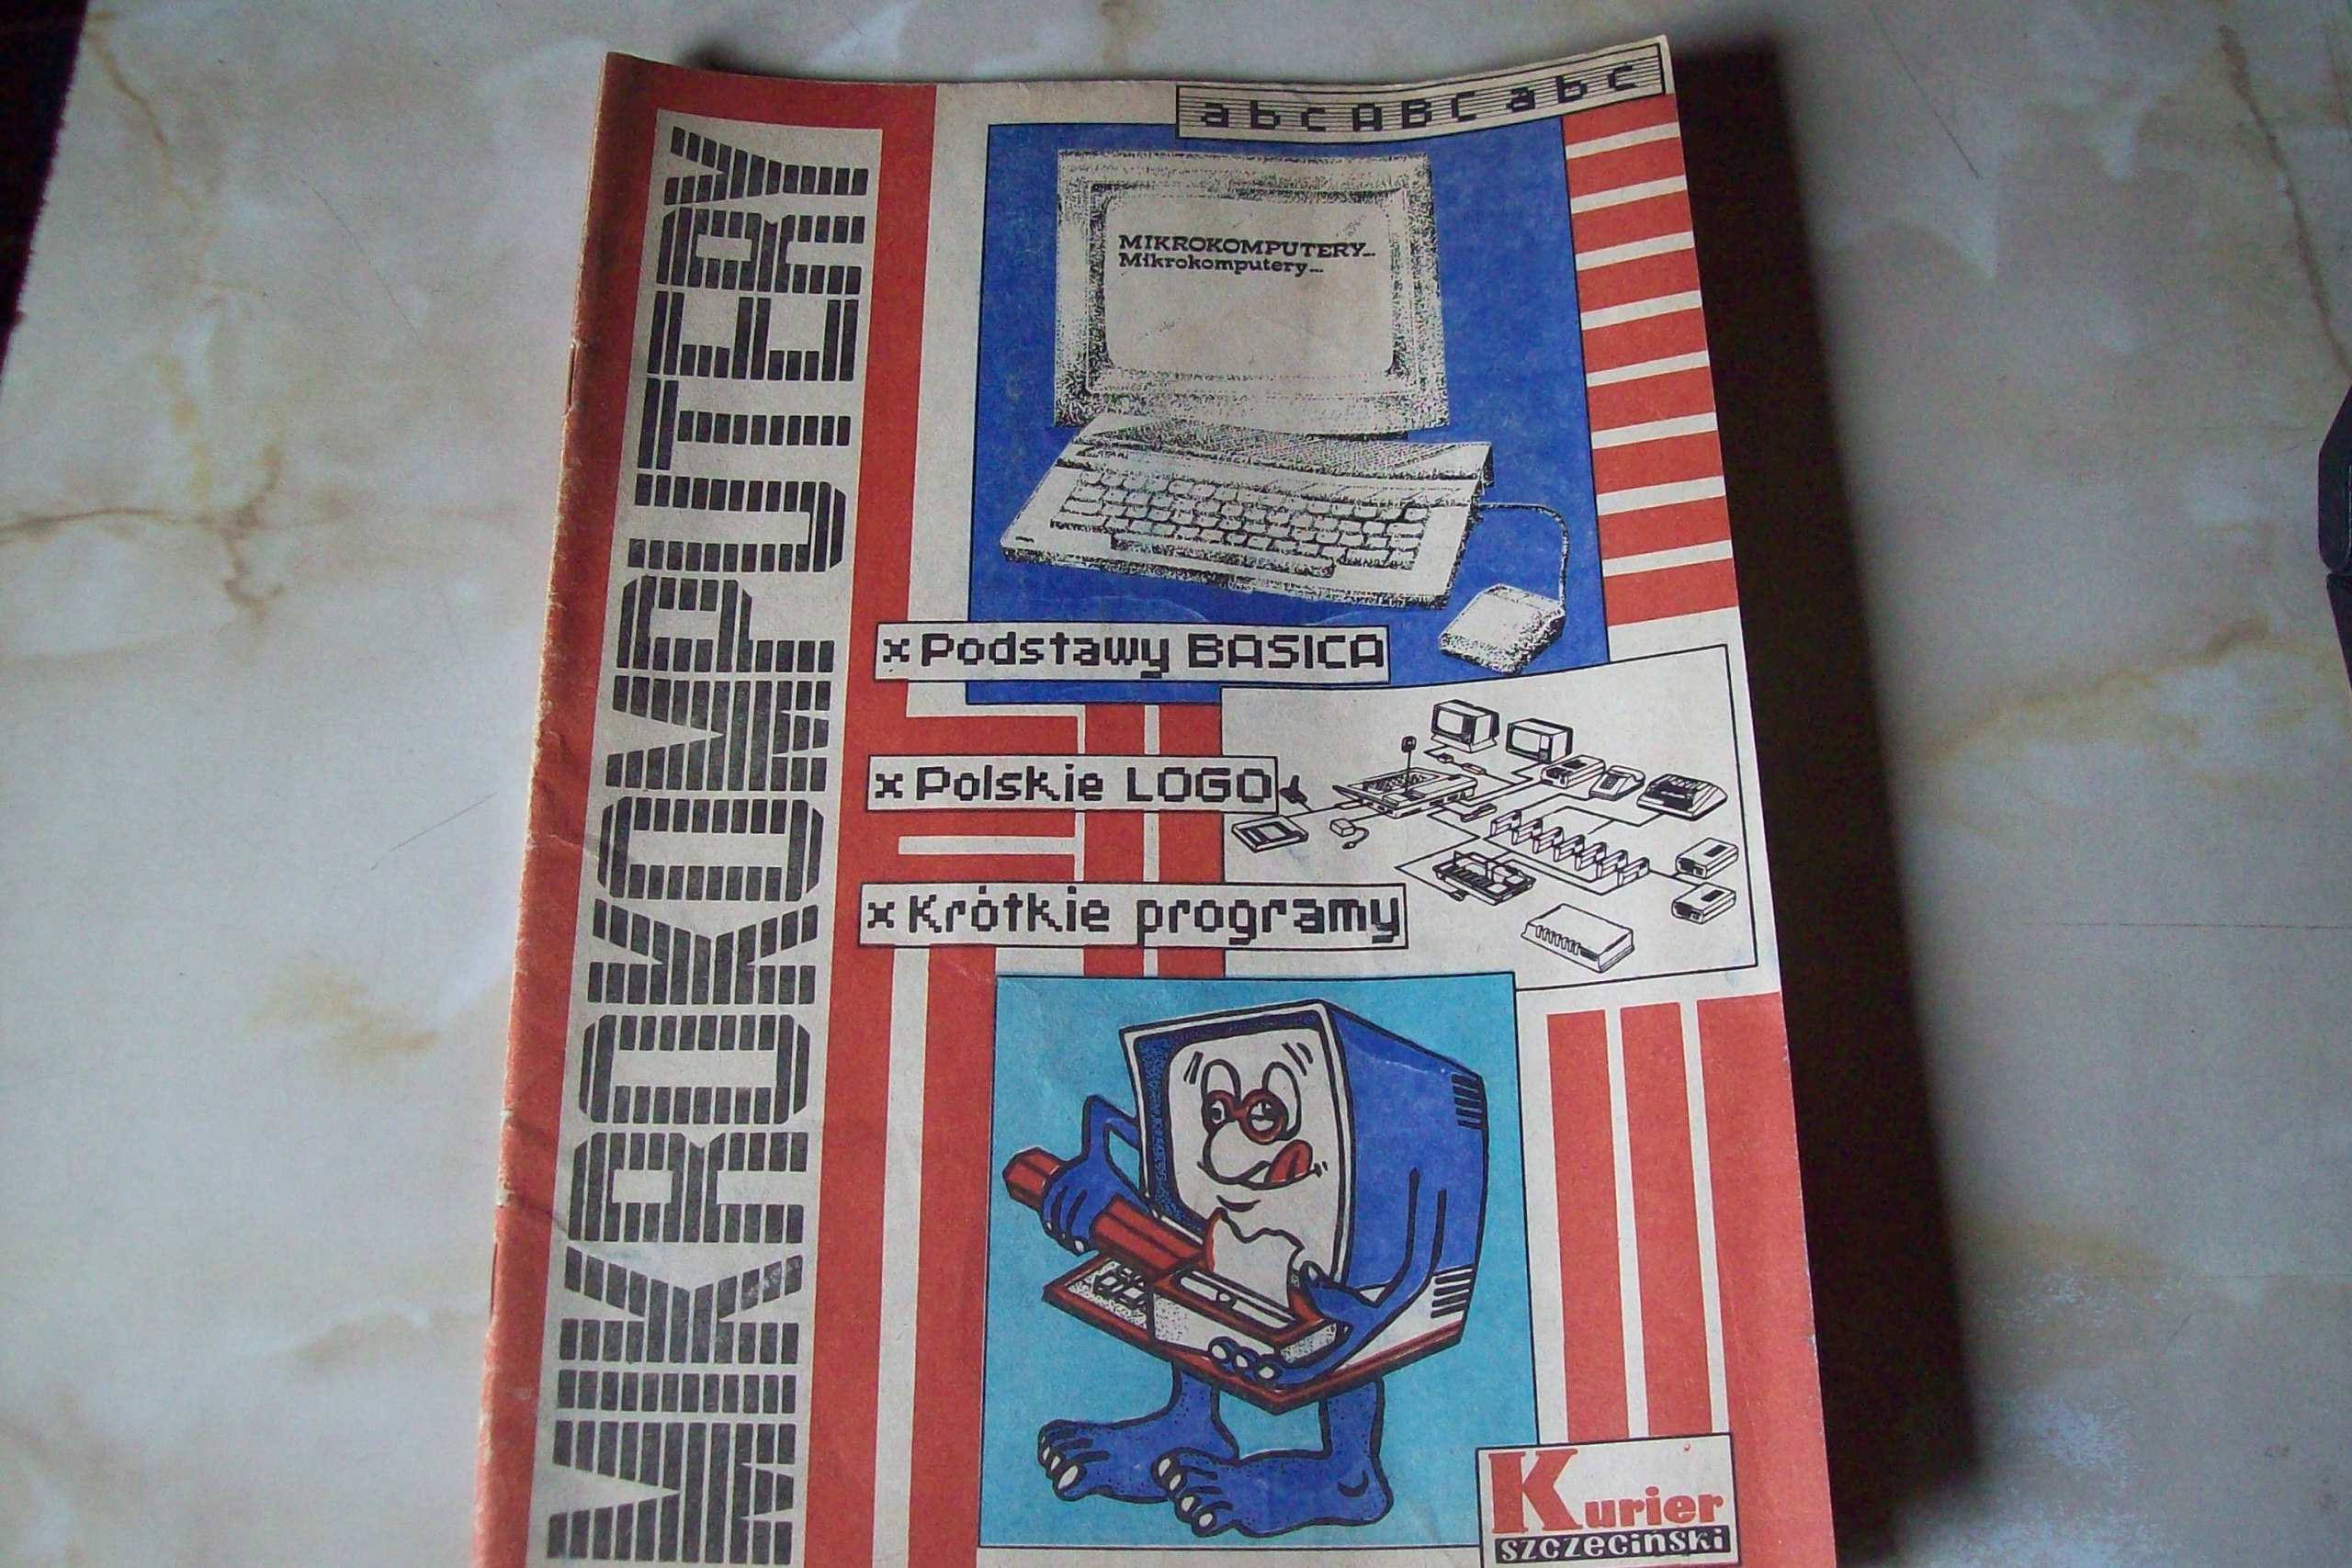 abcABCabc
MIKROKOMPUTERY
MIKROKOMPUTERY...
Mikrokomputery...
x Podstawy BASICA
x Polskie LOGO
x Krótkie programy
Kurier
szczeciński